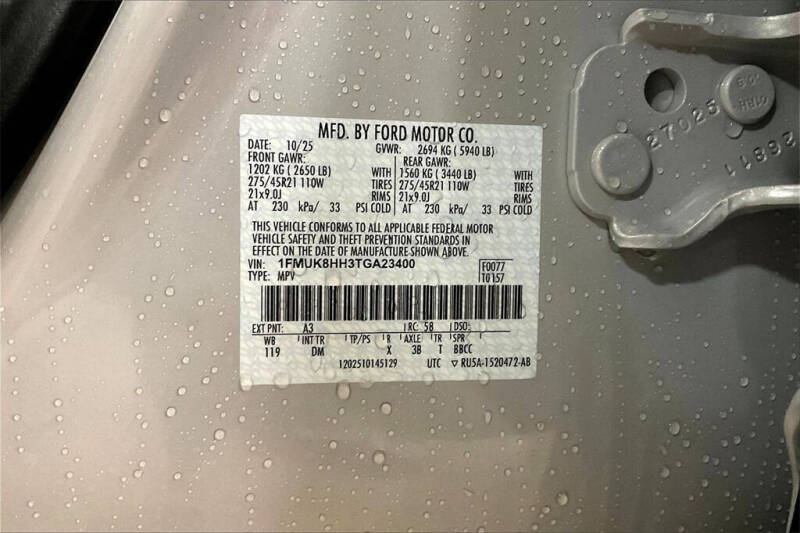 MFD. BY FORD MOTOR CO.
DATE: 10/25 GVWR: 2694 KG ( 5940 LB)
FRONT GAWR: REAR GAWR:
1202 KG ( 2650 LB) WITH 1560 KG ( 3440 LB) WITH
275/45R21 110W TIRES 275/45R21 110W TIRES
21x9.0J RIMS 21x9.0J RIMS
AT 230 kPa/ 33 PSI COLD AT 230 kPa/ 33 PSI COLD
THIS VEHICLE CONFORMS TO ALL APPLICABLE FEDERAL MOTOR
VEHICLE SAFETY AND THEFT PREVENTION STANDARDS IN
EFFECT ON THE DATE OF MANUFACTURE SHOWN ABOVE.
VIN: 1FMUK8HH3TGA23400 F0077
TYPE: MPV T0157
EXT PNT: A3 RC: 58 DSO:
WB INT TR TP/PS R AXLE TR SPR
119 DM X 3B T BBCC
1202510145129 UTC ▽ RU5A-1520472-AB
27025
26811